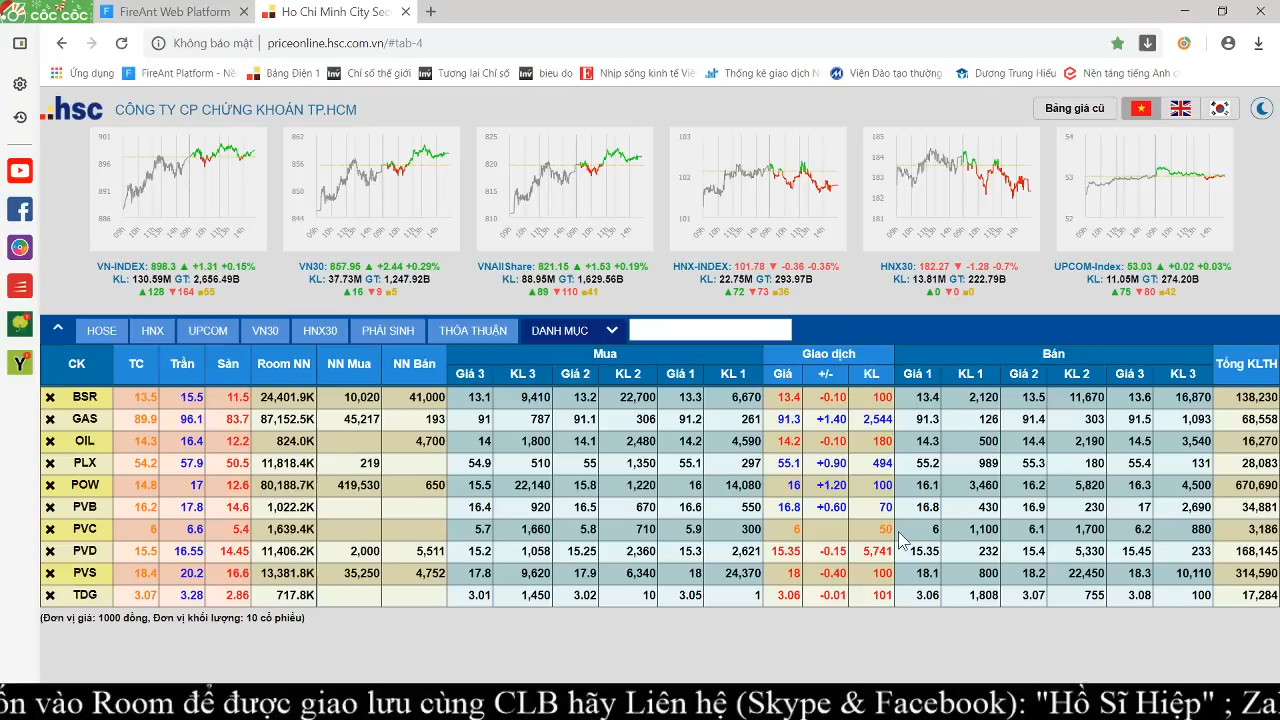 CỐC CỐC FireAnt Web Platform Ho Chi Minh City Sec
Không bảo mật priceonline.hsc.com.vn/#tab-4
Ứng dụng FireAnt Platform - Nề Bảng Điện 1 Chỉ số thế giới Tương lai Chỉ số bieu do Nhịp sống kinh tế Việ Thống giao dịch N Viện Đào tạo thương Dương Trung Hiếu Nền tảng tiếng Anh
hsc CÔNG TY CP CHỨNG KHOÁN TP.HCM Bảng giá cũ
901 862 825 103 185 54
896 856 820 102 184 53
891 850 815 101 182 52
886 844 810 181
VN-INDEX: 898.3 ▲ +1.31 +0.15% VN30: 857.95 ▲ +2.44 +0.29% VNAllShare: 821.15 ▲ +1.53 +0.19% HNX-INDEX: 101.78 ▼ -0.36 -0.35% HNX30: 182.27 ▼ -1.28 -0.7% UPCOM-Index: 53.03 ▲ +0.02 +0.03%
KL: 130.59M GT: 2,656.49B KL: 37.73M GT: 1,247.92B KL: 88.95M GT: 1,629.56B KL: 22.75M GT: 293.97B KL: 13.81M GT: 222.79B KL: 11.05M GT: 274.20B
▲128 ▼164 ■55 ▲16 ▼9 ■5 ▲89 ▼110 ■41 ▲72 ▼73 ■36 ▲0 ▼0 ■0 ▲75 ▼80 ■42
HOSE HNX UPCOM VN30 HNX30 PHÁI SINH THỎA THUẬN DANH MỤC
CK TC Trần Sàn Room NN NN Mua NN Bán Mua Giao dịch Bán Tổng KLTH
Giá 3 KL 3 Giá 2 KL 2 Giá 1 KL 1 Giá +/- KL Giá 1 KL 1 Giá 2 KL 2 Giá 3 KL 3
BSR 13.5 15.5 11.5 24,401.9K 10,020 41,000 13.1 9,410 13.2 22,700 13.3 6,670 13.4 -0.10 100 13.4 2,120 13.5 11,670 13.6 16,870 138,230
GAS 89.9 96.1 83.7 87,152.5K 45,217 193 91 787 91.1 306 91.2 261 91.3 +1.40 2,544 91.3 126 91.4 303 91.5 1,093 68,558
OIL 14.3 16.4 12.2 824.0K 4,700 14 1,800 14.1 2,480 14.2 4,590 14.2 -0.10 180 14.3 500 14.4 2,190 14.5 3,540 16,270
PLX 54.2 57.9 50.5 11,818.4K 219 54.9 510 55 1,350 55.1 297 55.1 +0.90 494 55.2 989 55.3 180 55.4 131 28,083
POW 14.8 17 12.6 80,188.7K 419,530 650 15.5 22,140 15.8 1,220 16 14,080 16 +1.20 100 16.1 3,460 16.2 5,820 16.3 4,500 670,690
PVB 16.2 17.8 14.6 1,022.2K 16.4 920 16.5 670 16.6 550 16.8 +0.60 70 16.8 430 16.9 230 17 2,690 34,881
PVC 6 6.6 5.4 1,639.4K 5.7 1,660 5.8 710 5.9 300 6 50 6 1,100 6.1 1,700 6.2 880 3,186
PVD 15.5 16.55 14.45 11,406.2K 2,000 5,511 15.2 1,058 15.25 2,360 15.3 2,621 15.35 -0.15 5,741 15.35 232 15.4 5,330 15.45 233 168,145
PVS 18.4 20.2 16.6 13,381.8K 35,250 4,752 17.8 9,620 17.9 6,340 18 24,370 18 -0.40 100 18.1 800 18.2 22,450 18.3 10,110 314,590
TDG 3.07 3.28 2.86 717.8K 3.01 1,450 3.02 10 3.05 1 3.06 -0.01 101 3.06 1,808 3.07 755 3.08 100 17,284
(Đơn vị giá: 1000 đồng, Đơn vị khối lượng: 10 cổ phiếu)
ốn vào Room để được giao lưu cùng CLB hãy Liên hệ (Skype & Facebook): "Hồ Sĩ Hiệp" ; Za